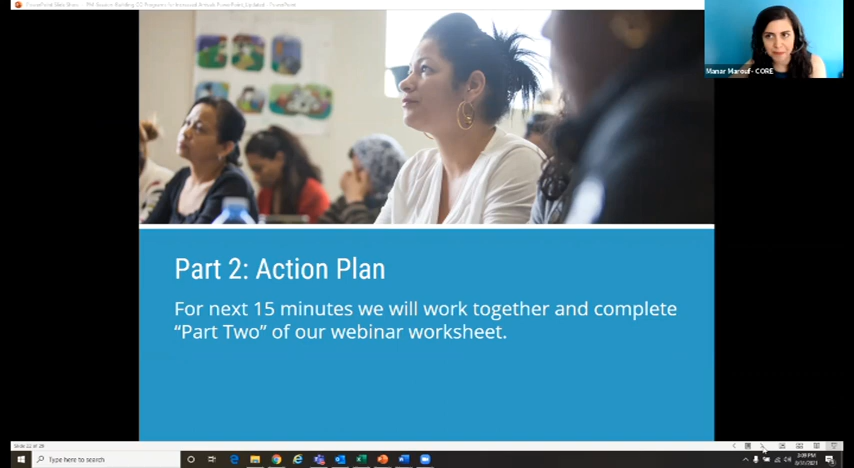 Manar Marouf - CORE
Part 2: Action Plan
For next 15 minutes we will work together and complete
“Part Two” of our webinar worksheet.
Type here to search